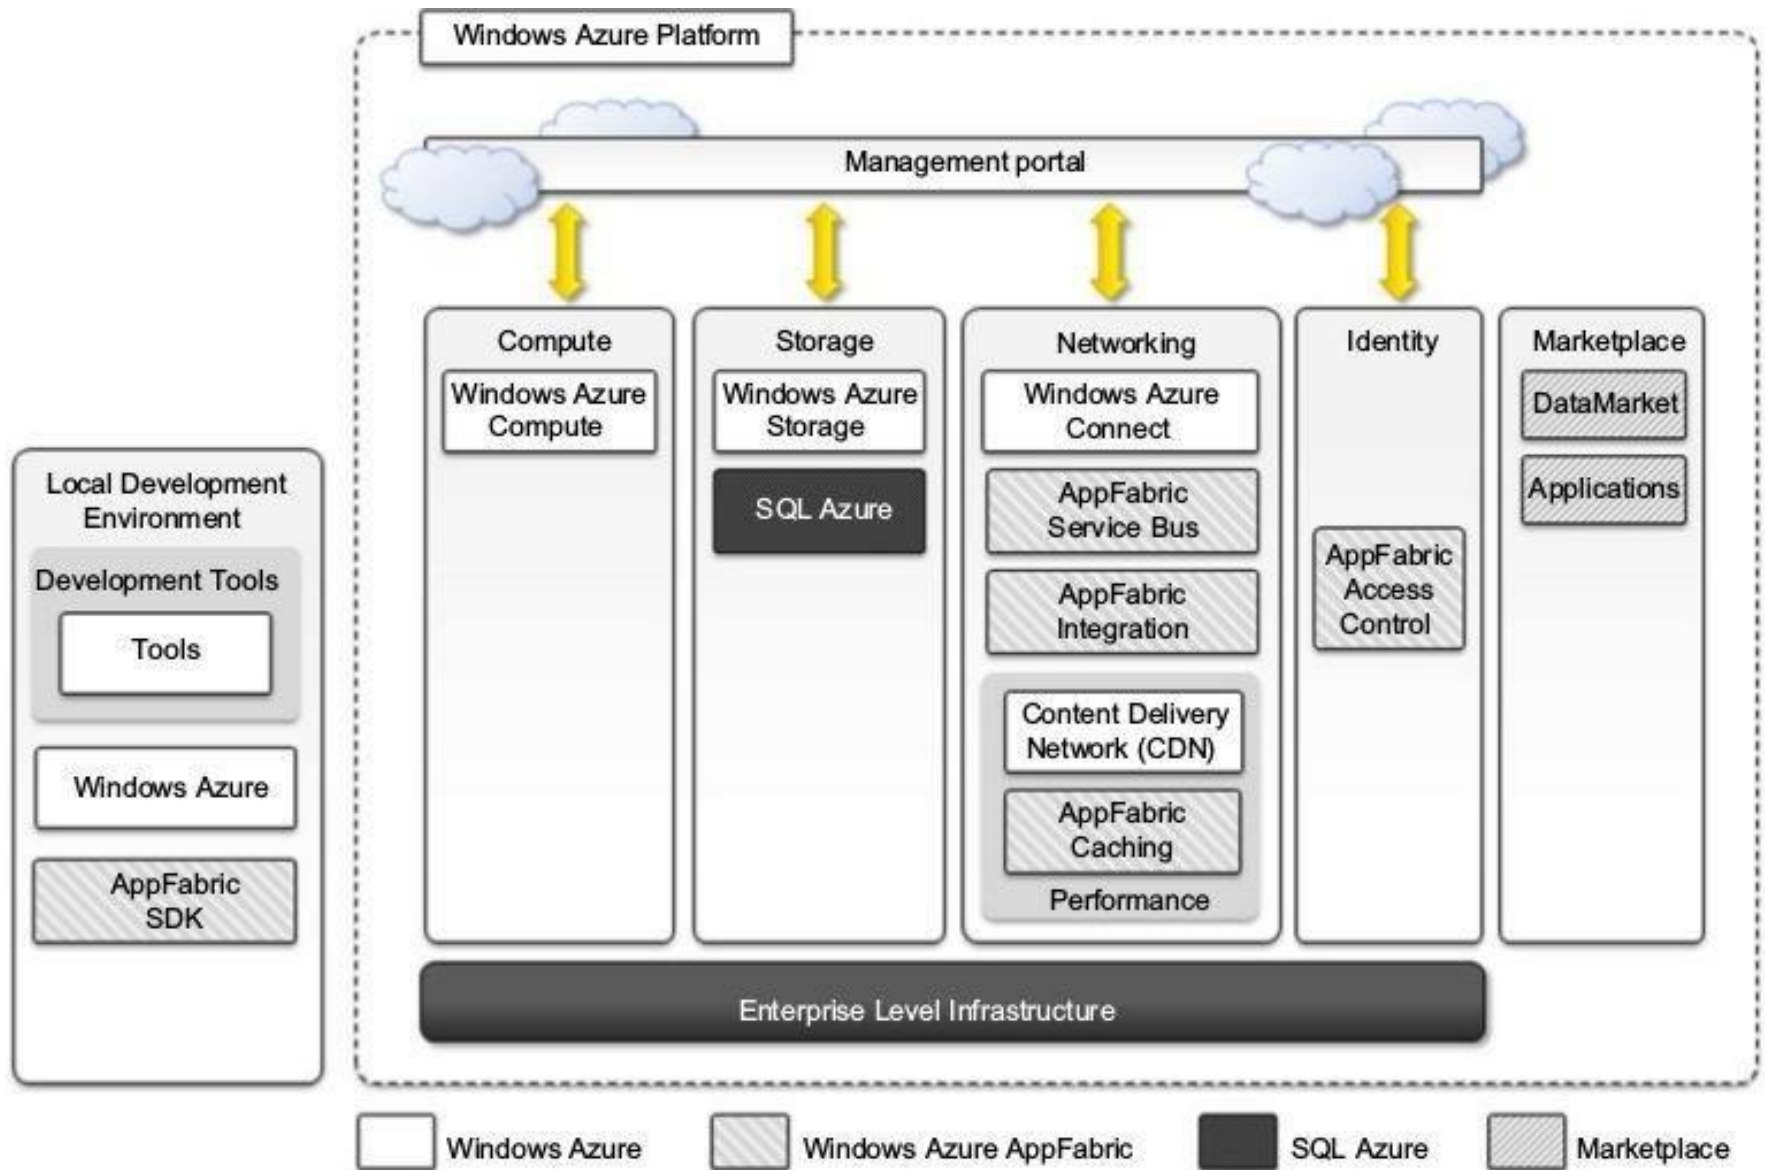 Windows Azure Platform
Management portal
Compute
Windows Azure
Compute
Storage
Windows Azure
Storage
SQL Azure
Networking
Windows Azure
Connect
AppFabric
Service Bus
AppFabric
Integration
Content Delivery
Network (CDN)
AppFabric
Caching
Performance
Identity
AppFabric
Access
Control
Marketplace
DataMarket
Applications
Local Development
Environment
Development Tools
Tools
Windows Azure
AppFabric
SDK
Enterprise Level Infrastructure
Windows Azure
Windows Azure AppFabric
SQL Azure
Marketplace